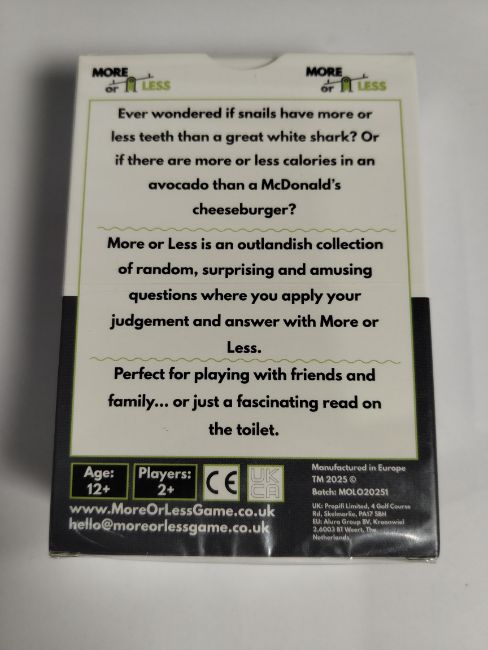 MORE or LESS
MORE or LESS
Ever wondered if snails have more or
less teeth than a great white shark? Or
if there are more or less calories in an
avocado than a McDonald's
cheeseburger?
More or Less is an outlandish collection
of random, surprising and amusing
questions where you apply your
judgement and answer with More or
Less.
Perfect for playing with friends and
family... or just a fascinating read on
the toilet.
Age:
12+
Players:
2+
CE
UK
CA
Manufactured in Europe
TM 2025 ©
Batch: MOLO20251
www.MoreOrLessGame.co.uk
hello@moreorlessgame.co.uk
UK: Propifi Limited, 4 Golf Course
Rd, Skelmorlie, PA17 5BH
EU: Alura Group BV, Kraanwiel
2,6003 BT Weert, The
Netherlands